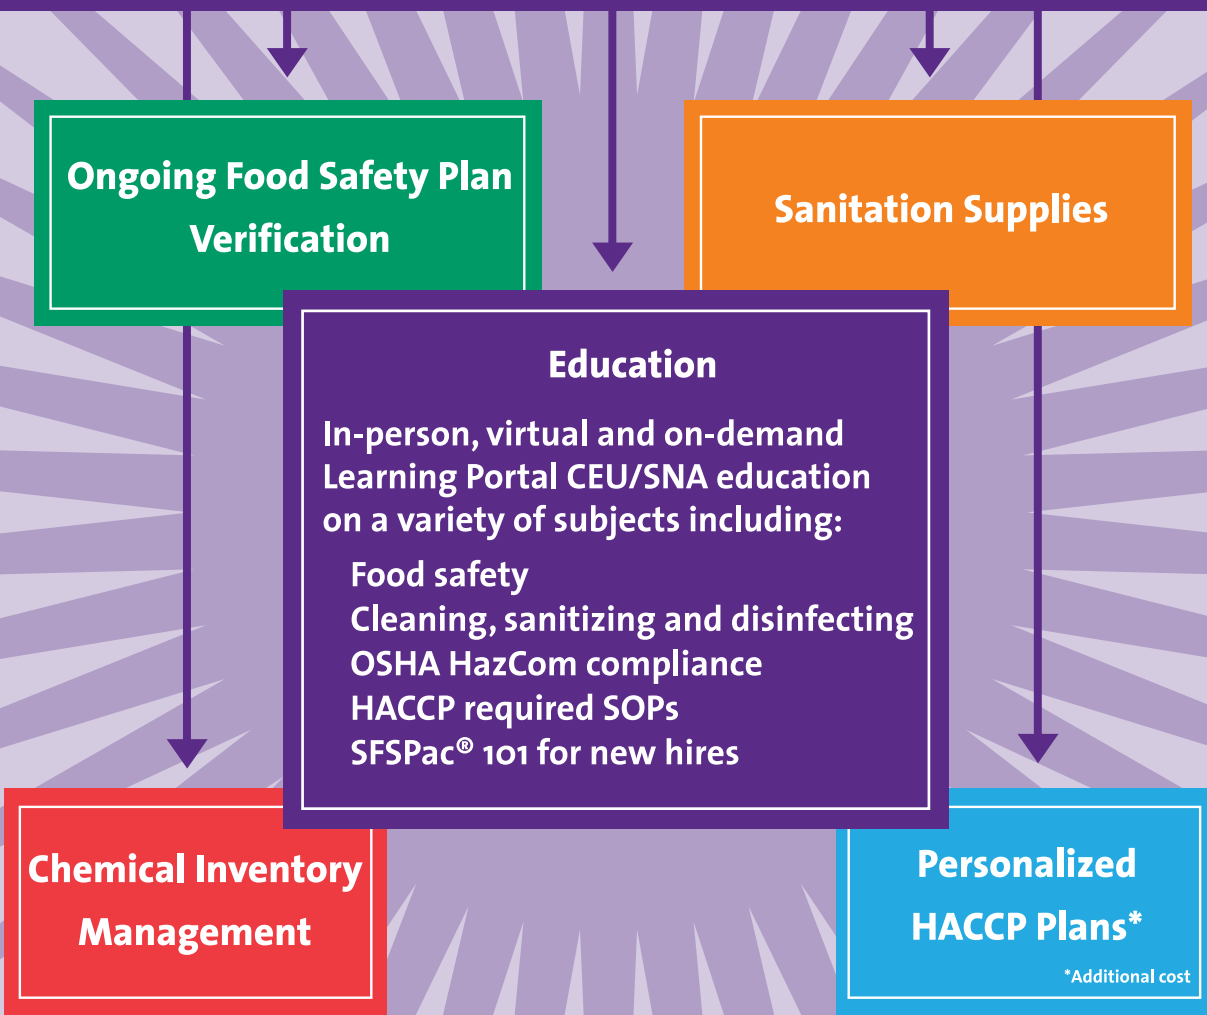 Ongoing Food Safety Plan
Verification
Sanitation Supplies
Education
In-person, virtual and on-demand
Learning Portal CEU/SNA education
on a variety of subjects including:
Food safety
Cleaning, sanitizing and disinfecting
OSHA HazCom compliance
HACCP required SOPs
SFSPac® 101 for new hires
Chemical Inventory
Management
Personalized
HACCP Plans*
*Additional cost